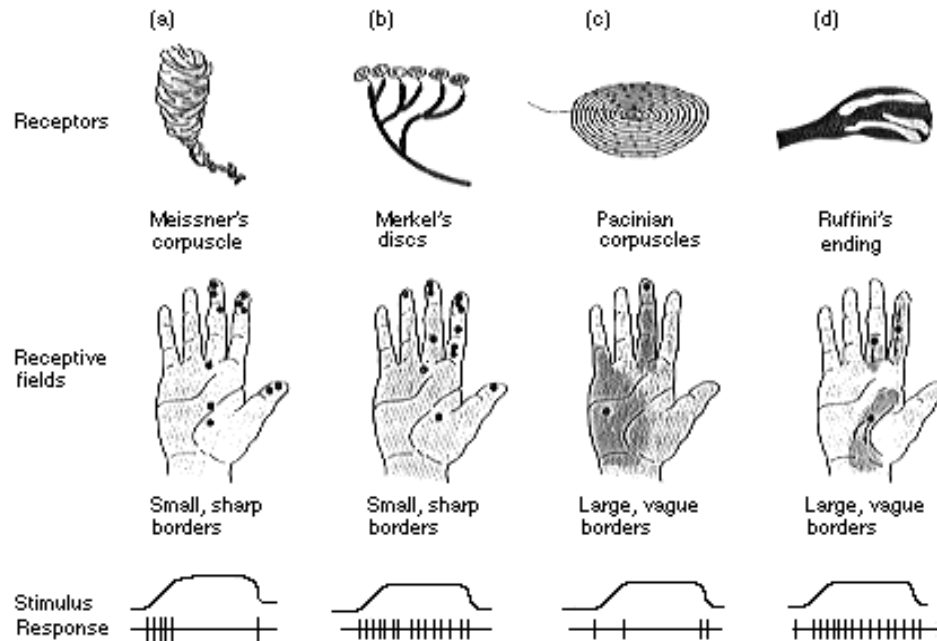 (a) (b) (c) (d)
Receptors
Meissner's corpuscle
Merkel's discs
Pacinian corpuscles
Ruffini's ending
Receptive fields
Small, sharp borders
Small, sharp borders
Large, vague borders
Large, vague borders
Stimulus
Response